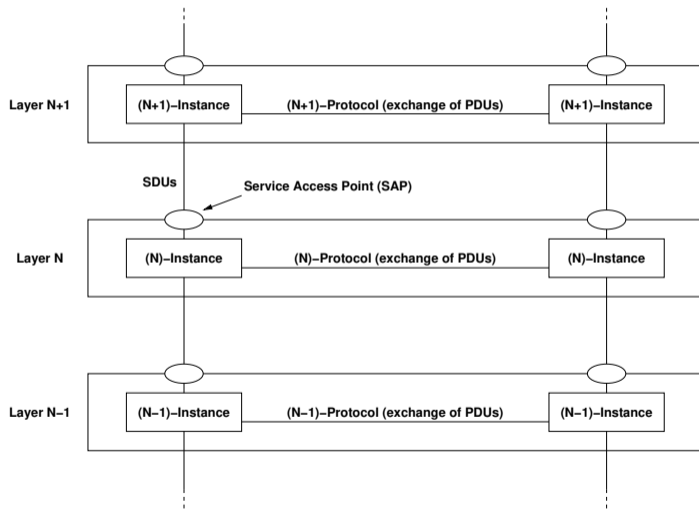 Layer N+1
(N+1)−Instance
(N+1)−Protocol (exchange of PDUs)
(N+1)−Instance
SDUs
Service Access Point (SAP)
Layer N
(N)−Instance
(N)−Protocol (exchange of PDUs)
(N)−Instance
Layer N−1
(N−1)−Instance
(N−1)−Protocol (exchange of PDUs)
(N−1)−Instance